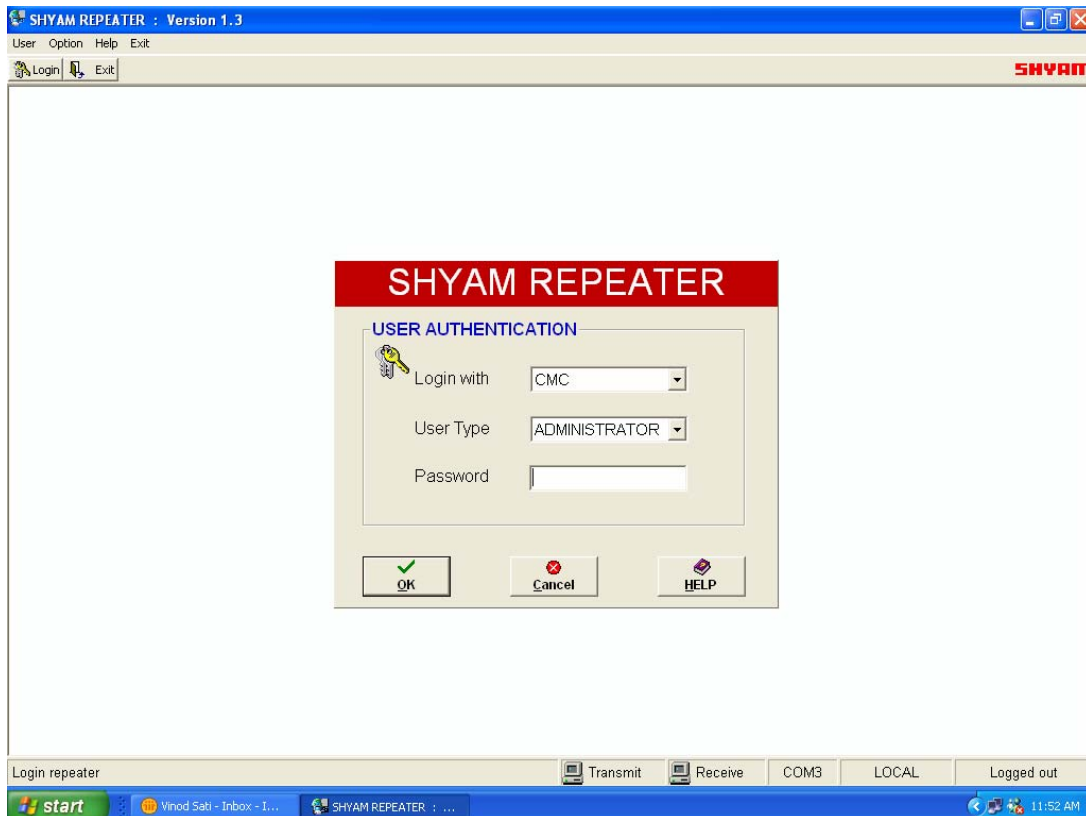 SHYAM REPEATER : Version 1.3
User Option Help Exit
Login Exit SHYAM
SHYAM REPEATER
USER AUTHENTICATION
Login with CMC
User Type ADMINISTRATOR
Password
OK Cancel HELP
Login repeater Transmit Receive COM3 LOCAL Logged out
start Vinod Sati - Inbox - I... SHYAM REPEATER : ... 11:52 AM